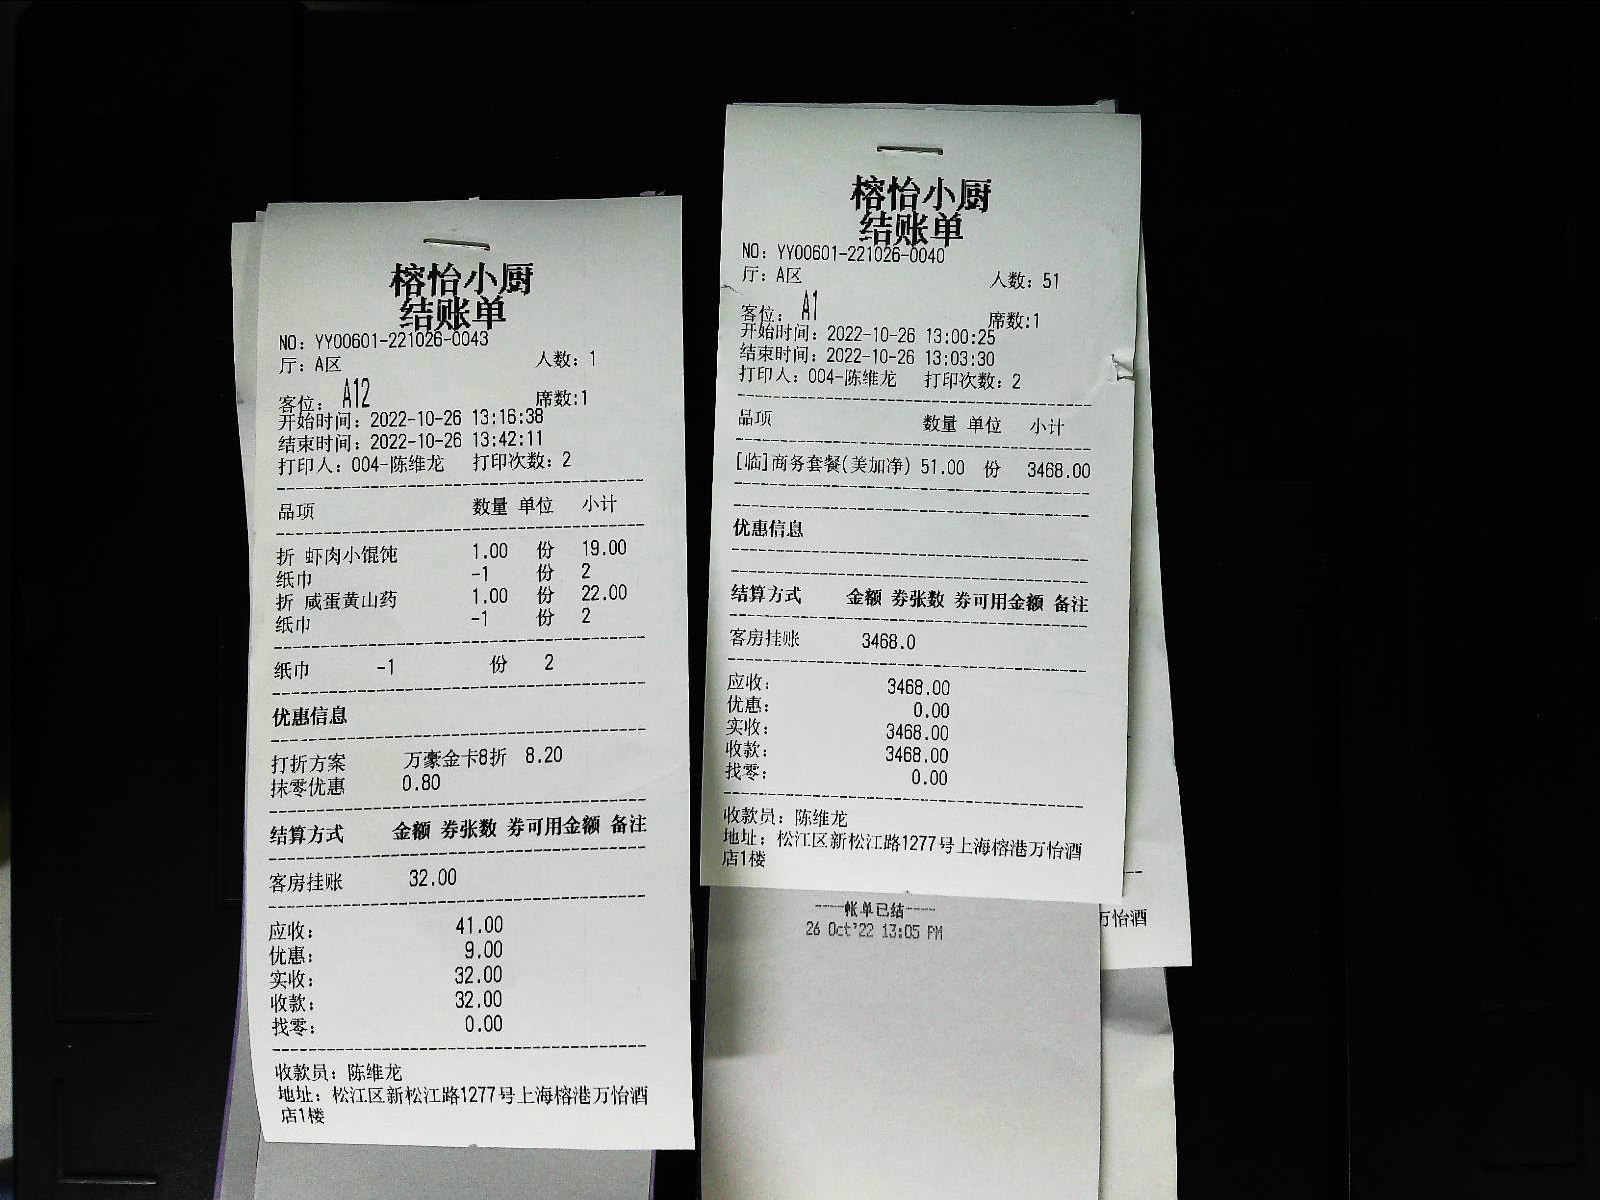 榕怡小厨
结账单
NO: YY00601-221026-0043
厅: A区 人数: 1
客位: A12 席数:1
开始时间: 2022-10-26 13:16:38
结束时间: 2022-10-26 13:42:11
打印人: 004-陈维龙 打印次数: 2
品项 数量 单位 小计
折 虾肉小馄饨 1.00 份 19.00
纸巾 -1 份 2
折 咸蛋黄山药 1.00 份 22.00
纸巾 -1 份 2
纸巾 -1 份 2
优惠信息
打折方案 万豪金卡8折 8.20
抹零优惠 0.80
结算方式 金额 券张数 券可用金额 备注
客房挂账 32.00
应收: 41.00
优惠: 9.00
实收: 32.00
收款: 32.00
找零: 0.00
收款员: 陈维龙
地址: 松江区新松江路1277号上海榕港万怡酒
店1楼
榕怡小厨
结账单
NO: YY00601-221026-0040
厅: A区 人数: 51
客位: A1 席数:1
开始时间: 2022-10-26 13:00:25
结束时间: 2022-10-26 13:03:30
打印人: 004-陈维龙 打印次数: 2
品项 数量 单位 小计
[临]商务套餐(美加净) 51.00 份 3468.00
优惠信息
结算方式 金额 券张数 券可用金额 备注
客房挂账 3468.0
应收: 3468.00
优惠: 0.00
实收: 3468.00
收款: 3468.00
找零: 0.00
收款员: 陈维龙
地址: 松江区新松江路1277号上海榕港万怡酒
店1楼
----帐单已结----
26 Oct'22 13:05 PM
万怡酒